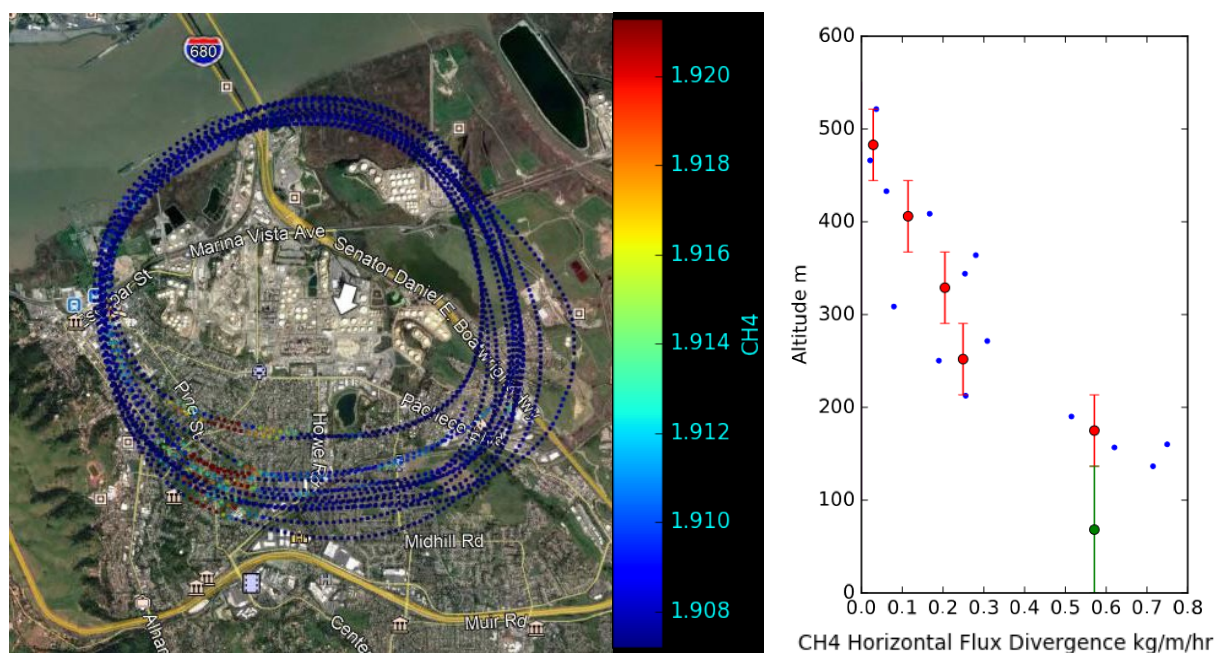 680
Marina Vista Ave
Senator Daniel E. Boatwright Hwy
Pine St
Howe Rd
Pacheco
Midhill Rd
Muir Rd
Alhambra
Center
1.920
1.918
1.916
1.914
1.912
1.910
1.908
CH4
600
500
400
300
200
100
0
Altitude m
0.0 0.1 0.2 0.3 0.4 0.5 0.6 0.7 0.8
CH4 Horizontal Flux Divergence kg/m/hr